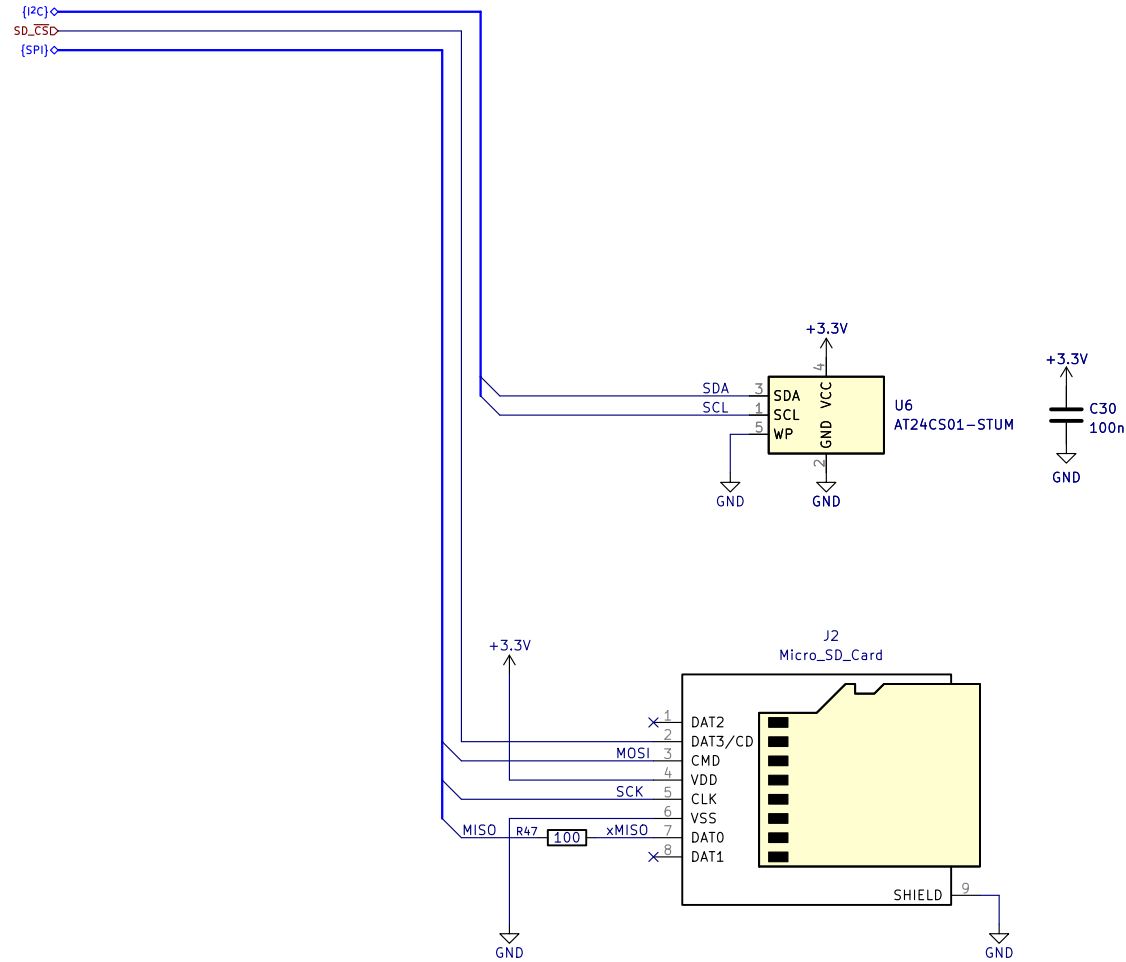 {I²C}
SD_CS
{SPI}
+3.3V
4
SDA 3 SDA
SCL 1 SCL
5 WP
VCC
GND
2
GND
GND
U6
AT24CS01-STUM
+3.3V
C30
100n
GND
J2
Micro_SD_Card
+3.3V
1 DAT2
2 DAT3/CD
MOSI 3 CMD
4 VDD
SCK 5 CLK
6 VSS
MISO R47 100 xMISO 7 DAT0
8 DAT1
SHIELD 9
GND
GND